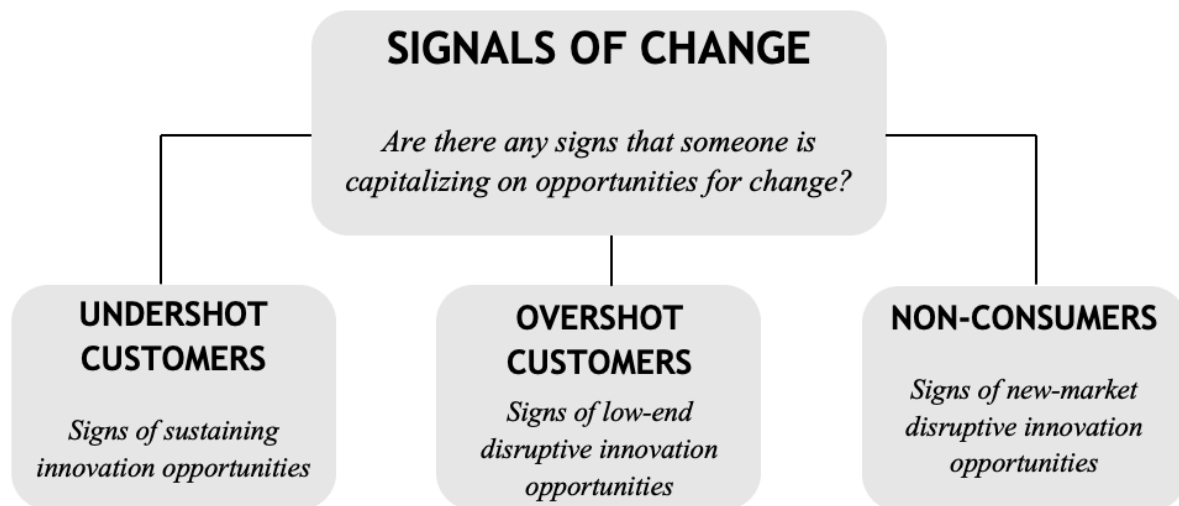 SIGNALS OF CHANGE
Are there any signs that someone is
capitalizing on opportunities for change?
UNDERSHOT
CUSTOMERS
Signs of sustaining
innovation opportunities
OVERSHOT
CUSTOMERS
Signs of low-end
disruptive innovation
opportunities
NON-CONSUMERS
Signs of new-market
disruptive innovation
opportunities